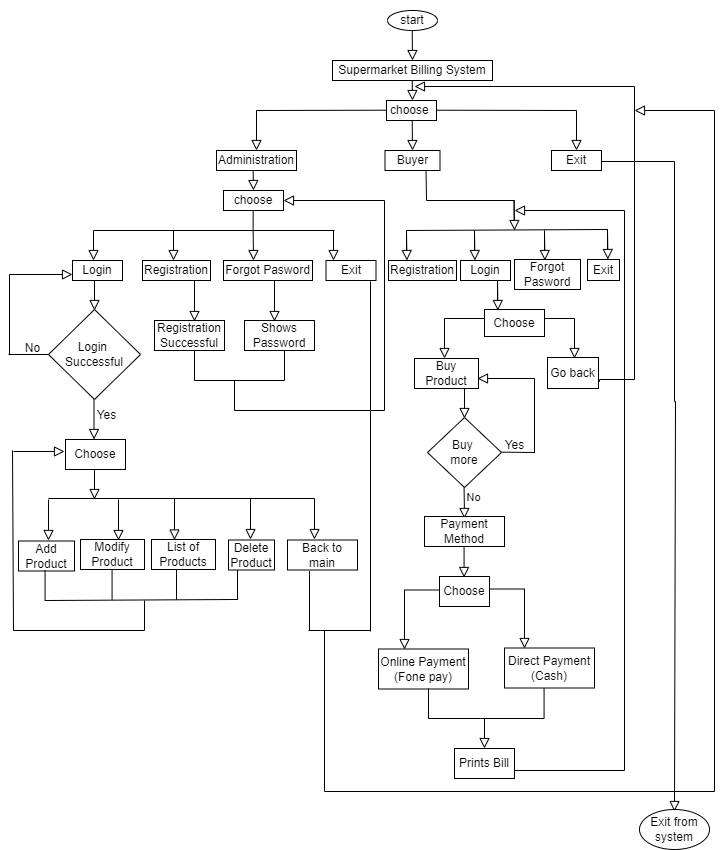 start
Supermarket Billing System
choose
Administration
Buyer
Exit
choose
Login
Registration
Forgot Pasword
Exit
Registration
Login
Forgot
Pasword
Exit
Registration
Successful
Shows
Password
Choose
No
Login
Successful
Buy
Product
Go back
Yes
Buy
more
Yes
Choose
No
Payment
Method
Add
Product
Modify
Product
List of
Products
Delete
Product
Back to
main
Choose
Online Payment
(Fone pay)
Direct Payment
(Cash)
Prints Bill
Exit from
system